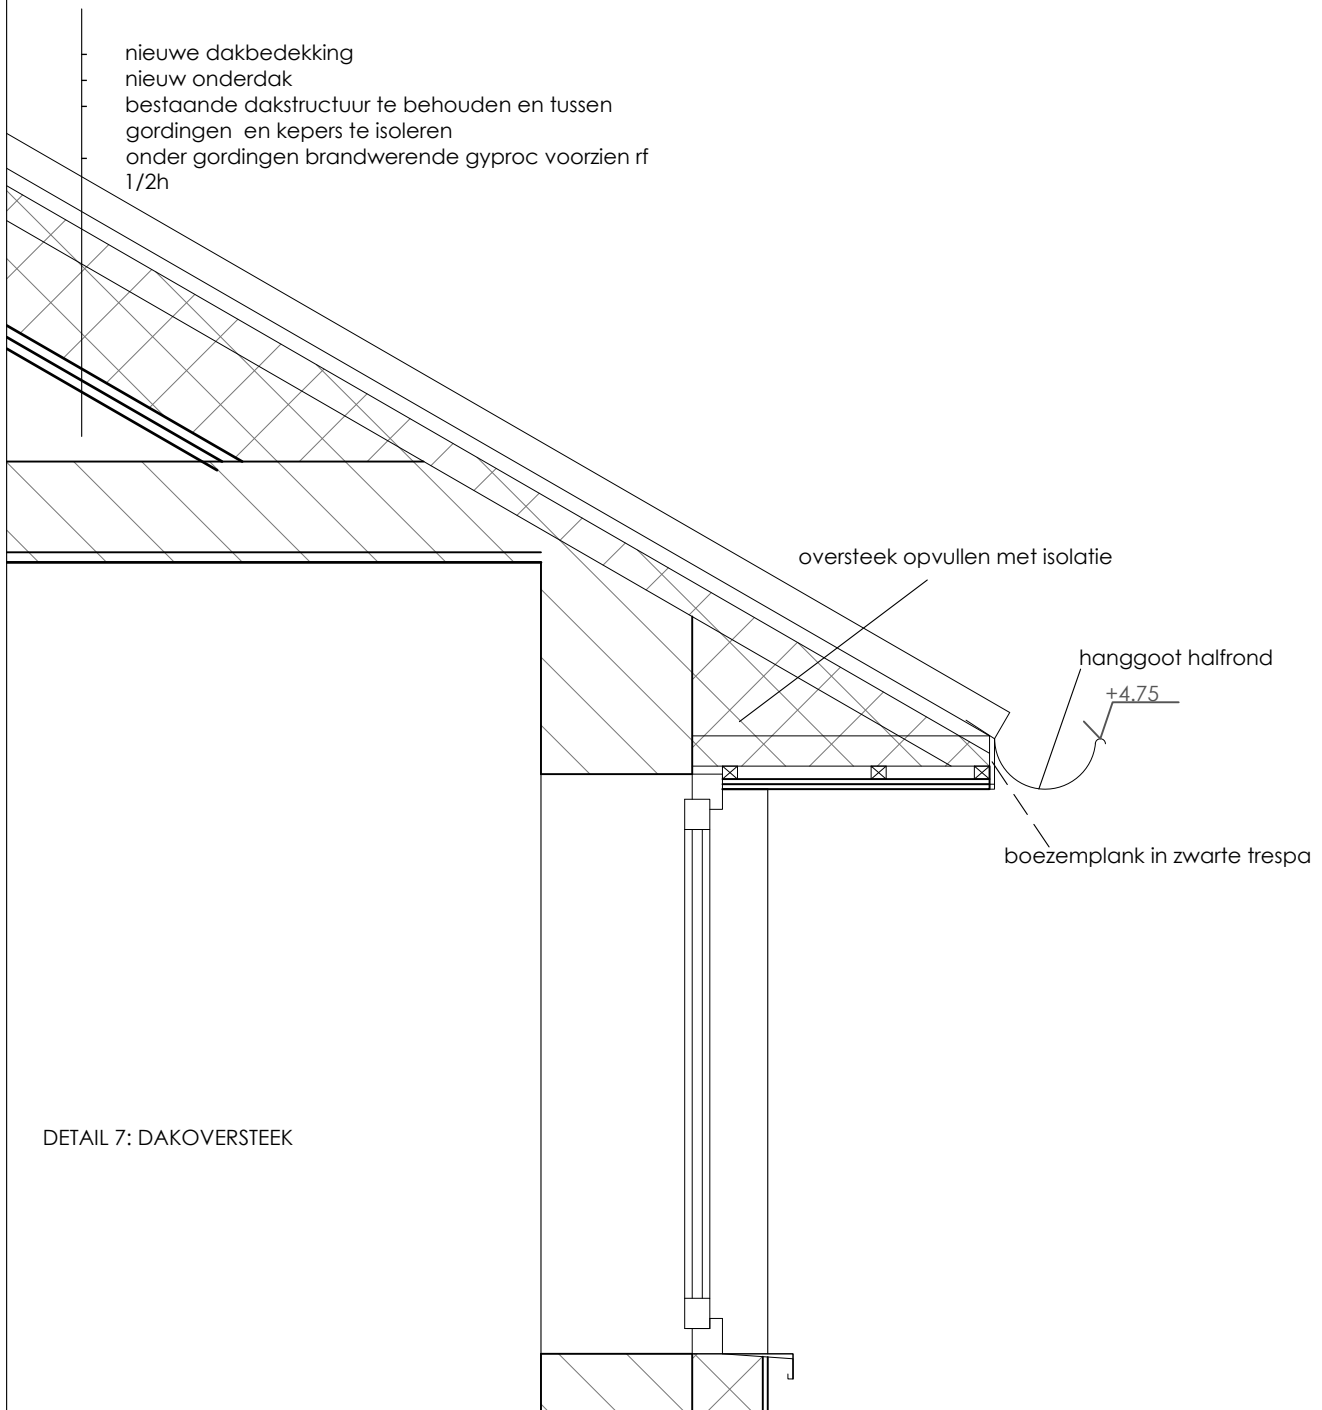 nieuwe dakbedekking
nieuw onderdak
bestaande dakstructuur te behouden en tussen
gordingen en kepers te isoleren
onder gordingen brandwerende gyproc voorzien rf
1/2h
oversteek opvullen met isolatie
hanggoot halfrond
+4.75
boezemplank in zwarte trespa
DETAIL 7: DAKOVERSTEEK